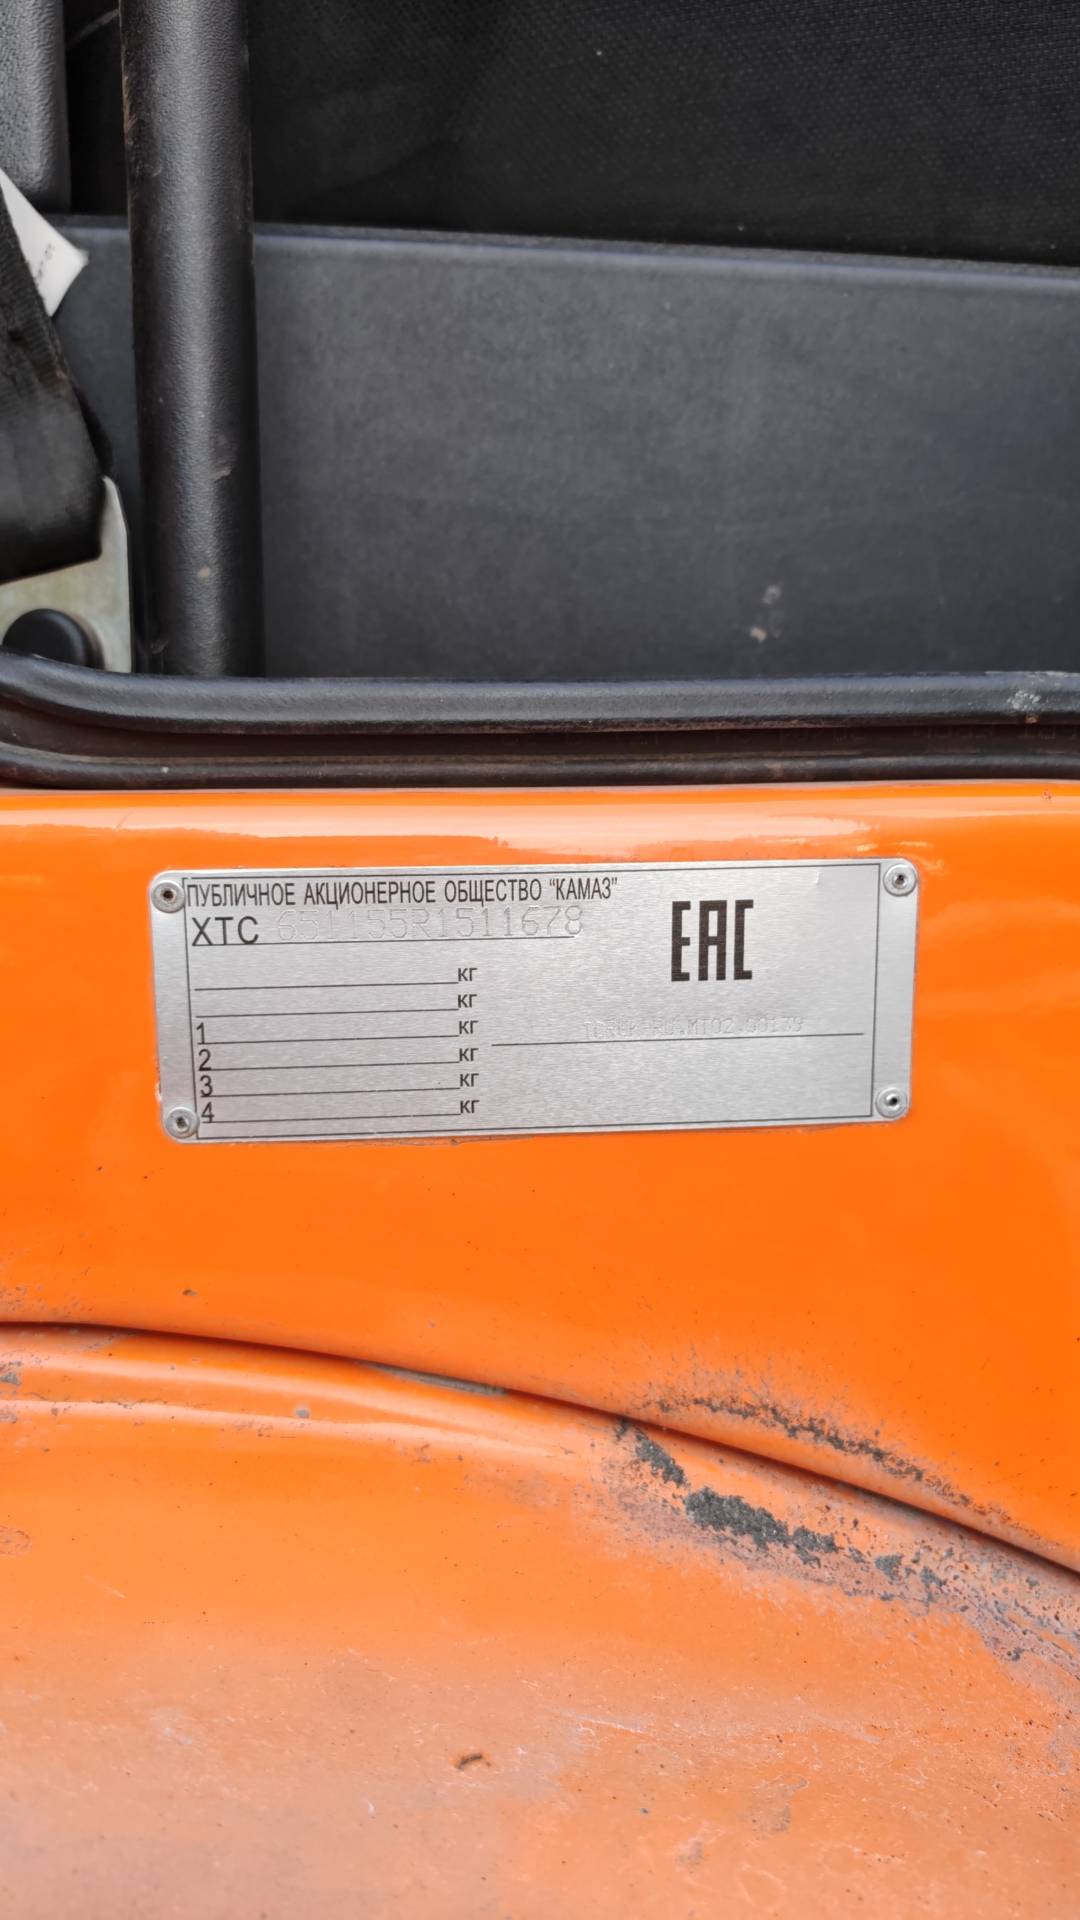 ПУБЛИЧНОЕ АКЦИОНЕРНОЕ ОБЩЕСТВО "КАМАЗ"
XTC 651155R1511678
EAC
кг
кг
1 кг
2 кг
3 кг
4 кг